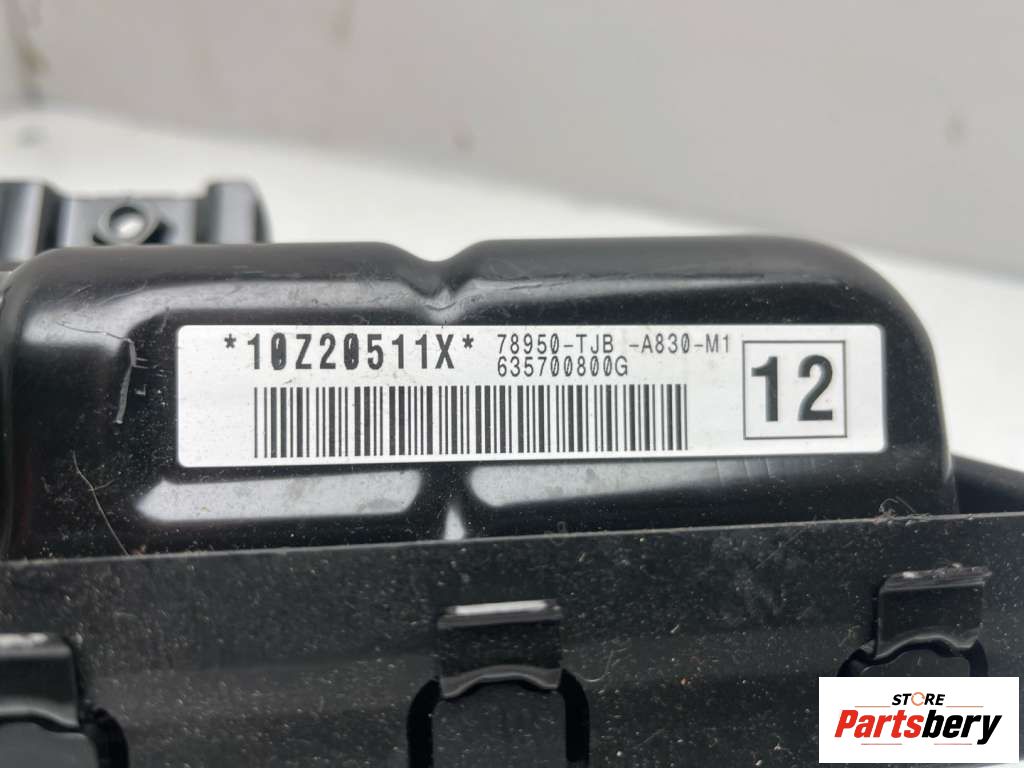 *10Z20511X* 78950-TJB -A830-M1
635700800G
12
STORE
Partsbery